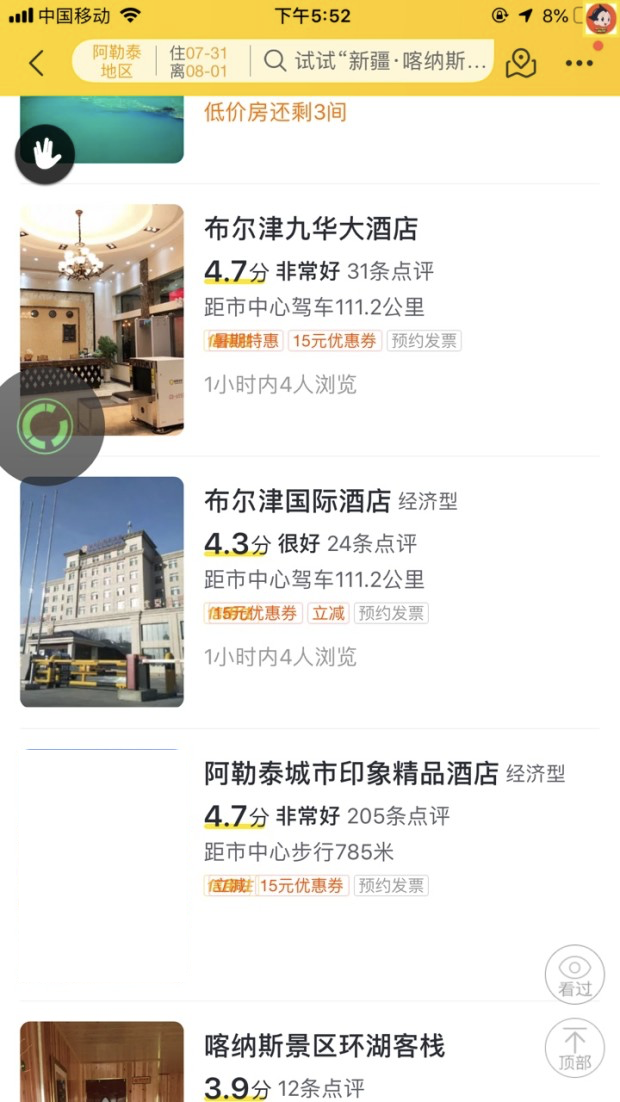 中国移动
下午5:52
8%
阿勒泰地区
住07-31
离08-01
试试“新疆·喀纳斯...
低价房还剩3间
布尔津九华大酒店
4.7分 非常好 31条点评
距市中心驾车111.2公里
暑期特惠 15元优惠券 预约发票
1小时内4人浏览
布尔津国际酒店 经济型
4.3分 很好 24条点评
距市中心驾车111.2公里
15元优惠券 立减 预约发票
1小时内4人浏览
阿勒泰城市印象精品酒店 经济型
4.7分 非常好 205条点评
距市中心步行785米
立减 15元优惠券 预约发票
看过
喀纳斯景区环湖客栈
顶部
3.9分 12条点评